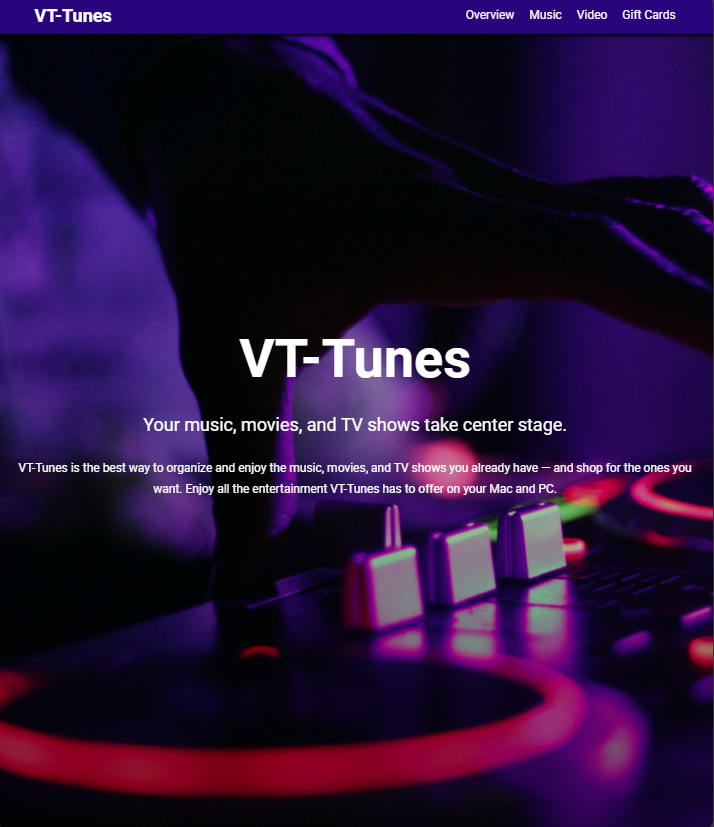 VT-Tunes
Overview Music Video Gift Cards
VT-Tunes
Your music, movies, and TV shows take center stage.
VT-Tunes is the best way to organize and enjoy the music, movies, and TV shows you already have — and shop for the ones you
want. Enjoy all the entertainment VT-Tunes has to offer on your Mac and PC.